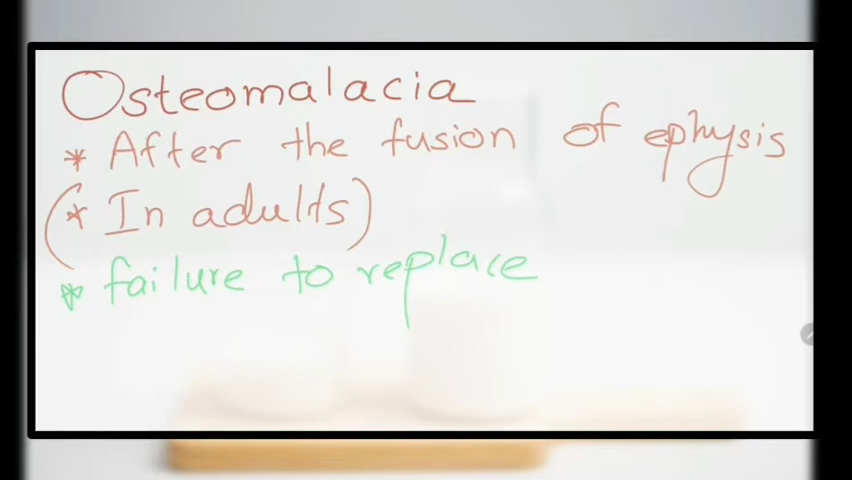 Osteomalacia
* After the fusion of ephysis
(* In adults)
* failure to replace